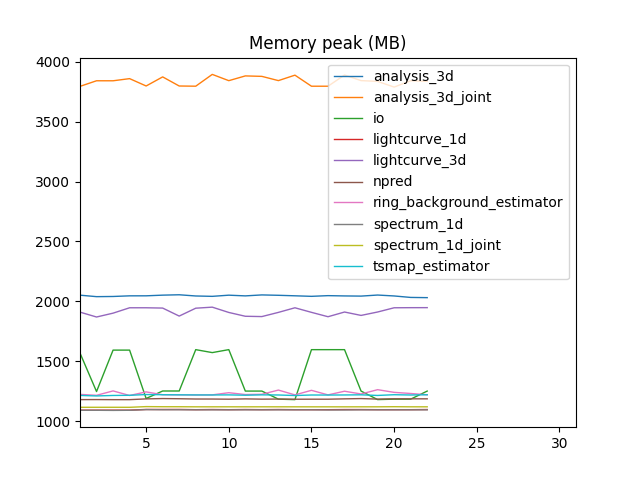 Memory peak (MB)
4000
3500
3000
2500
2000
1500
1000
5
10
15
20
25
30
analysis_3d
analysis_3d_joint
io
lightcurve_1d
lightcurve_3d
npred
ring_background_estimator
spectrum_1d
spectrum_1d_joint
tsmap_estimator